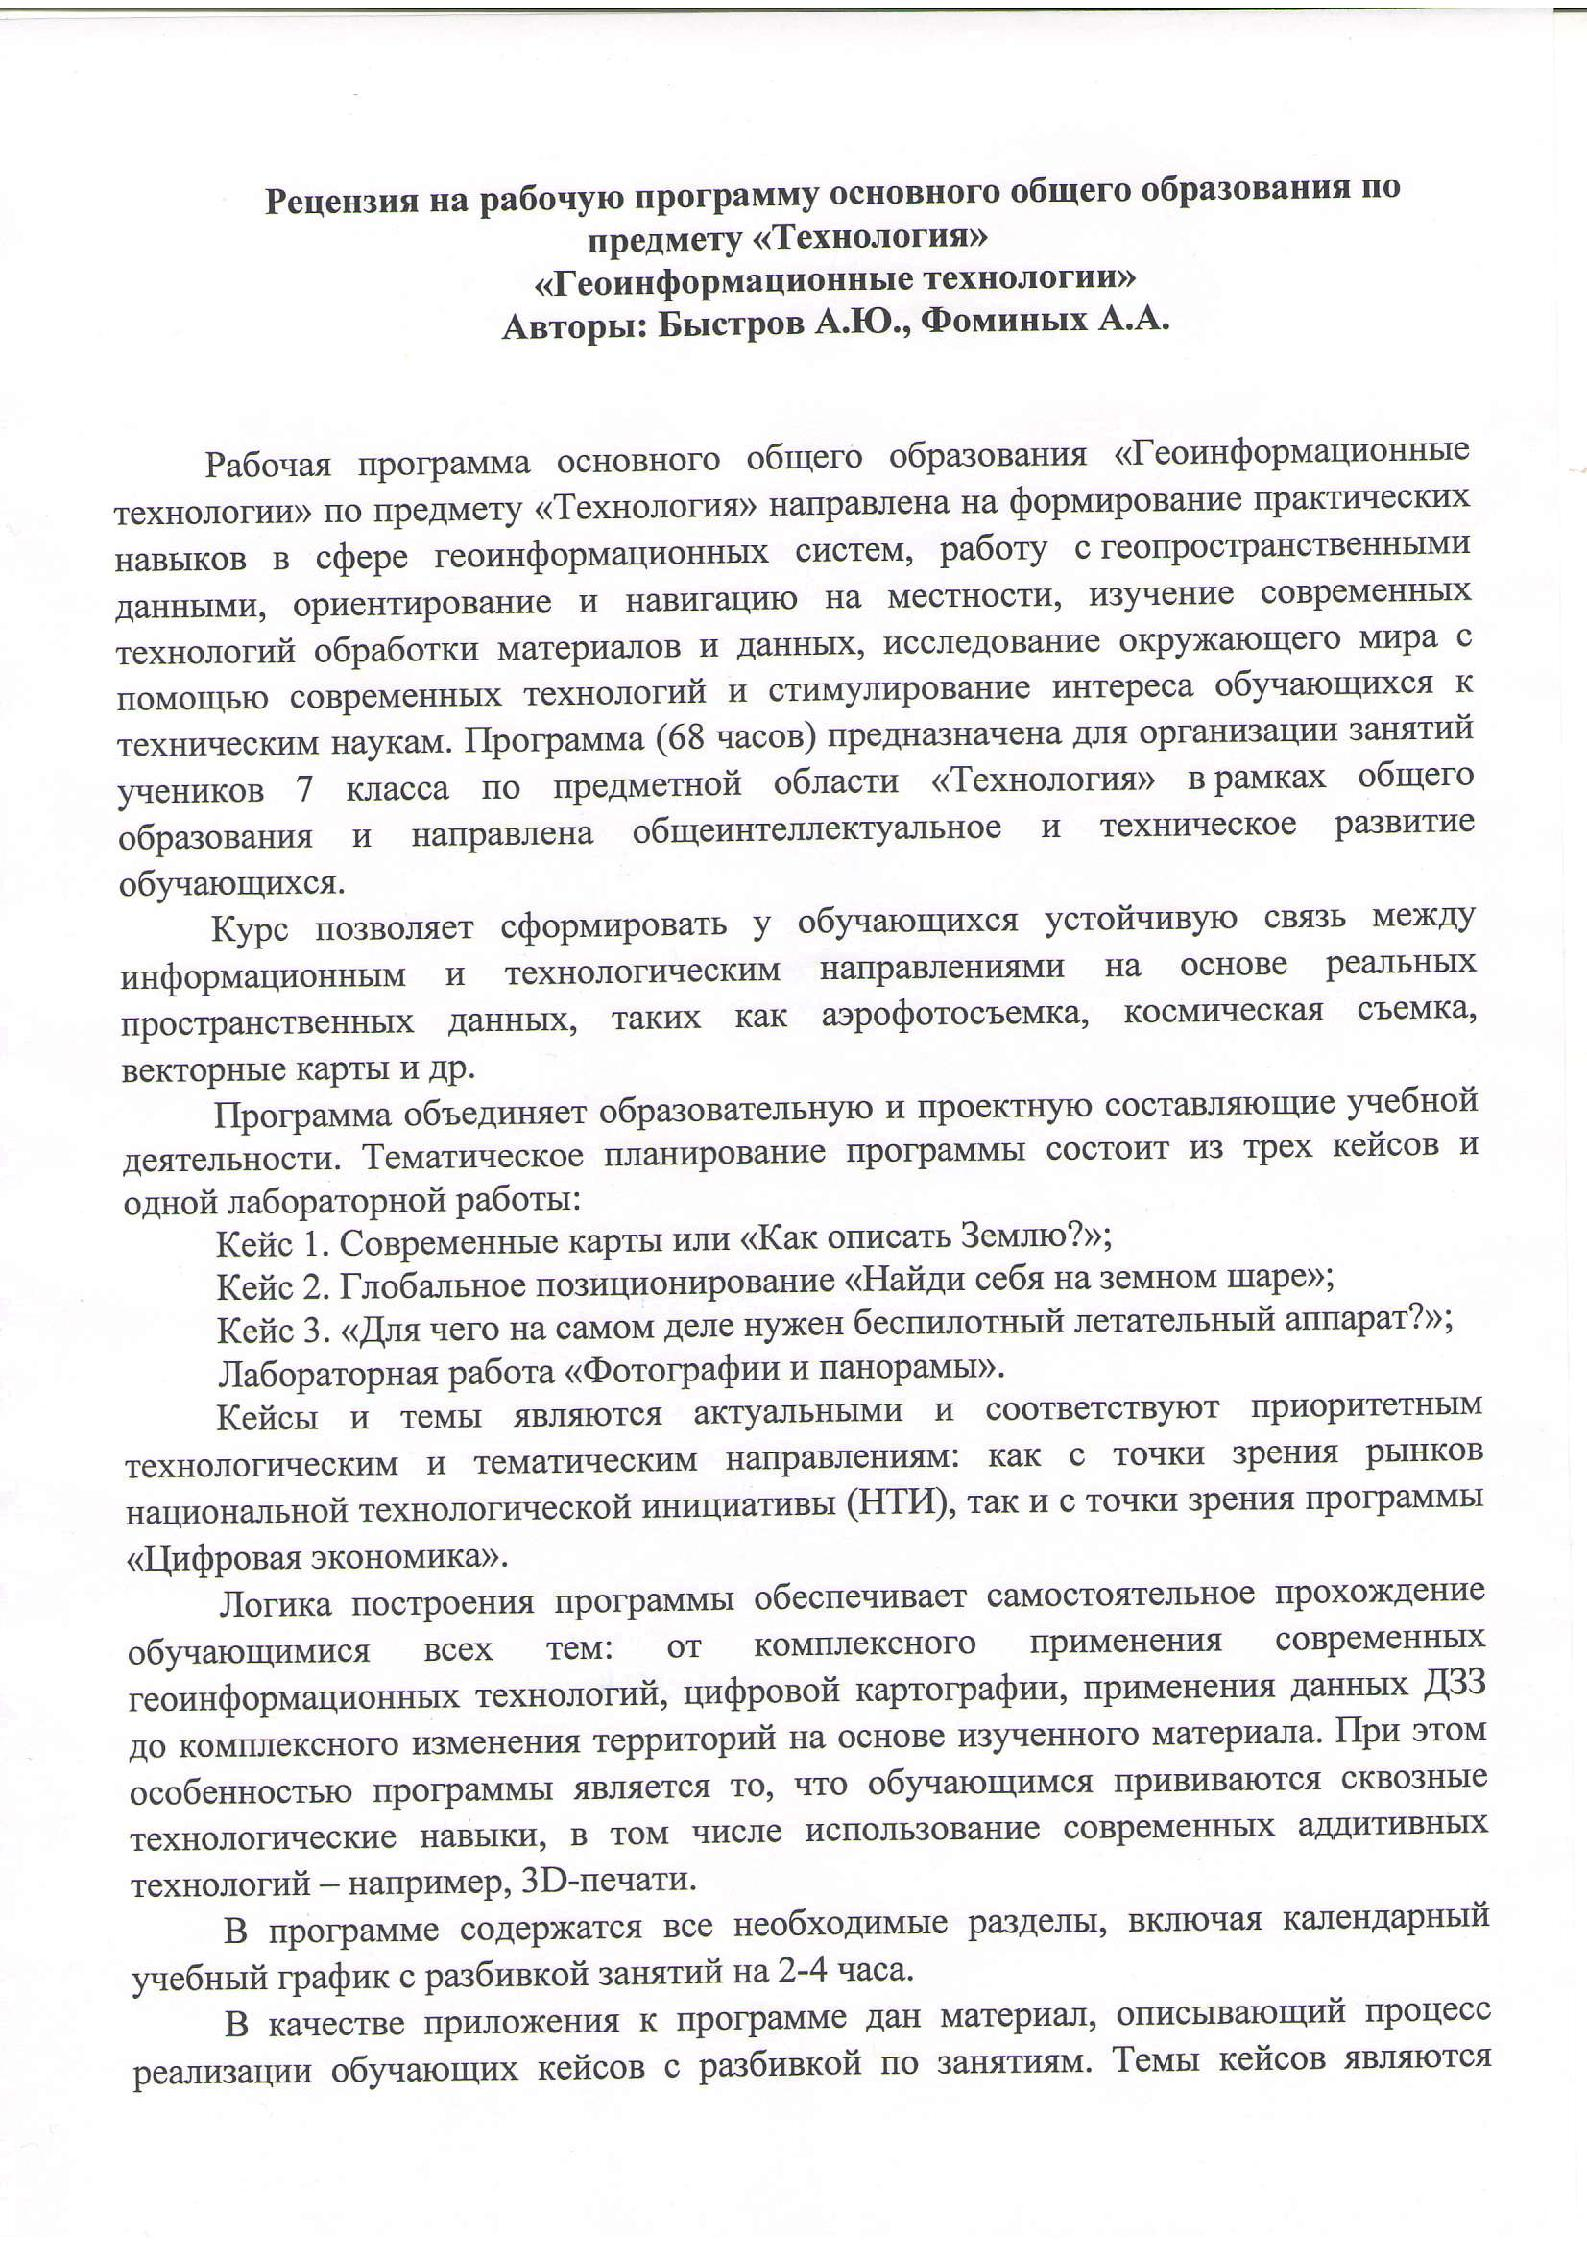 Рецензия на рабочую программу основного общего образования по
предмету «Технология»
«Геоинформационные технологии»
Авторы: Быстров А.Ю., Фоминых А.А.
Рабочая программа основного общего образования «Геоинформационные
технологии» по предмету «Технология» направлена на формирование практических
навыков в сфере геоинформационных систем, работу с геопространственными
данными, ориентирование и навигацию на местности, изучение современных
технологий обработки материалов и данных, исследование окружающего мира с
помощью современных технологий и стимулирование интереса обучающихся к
техническим наукам. Программа (68 часов) предназначена для организации занятий
учеников 7 класса по предметной области «Технология» в рамках общего
образования и направлена общеинтеллектуальное и техническое развитие
обучающихся.
Курс позволяет сформировать у обучающихся устойчивую связь между
информационным и технологическим направлениями на основе реальных
пространственных данных, таких как аэрофотосъемка, космическая съемка,
векторные карты и др.
Программа объединяет образовательную и проектную составляющие учебной
деятельности. Тематическое планирование программы состоит из трех кейсов и
одной лабораторной работы:
Кейс 1. Современные карты или «Как описать Землю?»;
Кейс 2. Глобальное позиционирование «Найди себя на земном шаре»;
Кейс 3. «Для чего на самом деле нужен беспилотный летательный аппарат?»;
Лабораторная работа «Фотографии и панорамы».
Кейсы и темы являются актуальными и соответствуют приоритетным
технологическим и тематическим направлениям: как с точки зрения рынков
национальной технологической инициативы (НТИ), так и с точки зрения программы
«Цифровая экономика».
Логика построения программы обеспечивает самостоятельное прохождение
обучающимися всех тем: от комплексного применения современных
геоинформационных технологий, цифровой картографии, применения данных ДЗЗ
до комплексного изменения территорий на основе изученного материала. При этом
особенностью программы является то, что обучающимся прививаются сквозные
технологические навыки, в том числе использование современных аддитивных
технологий – например, 3D-печати.
В программе содержатся все необходимые разделы, включая календарный
учебный график с разбивкой занятий на 2-4 часа.
В качестве приложения к программе дан материал, описывающий процесс
реализации обучающих кейсов с разбивкой по занятиям. Темы кейсов являются